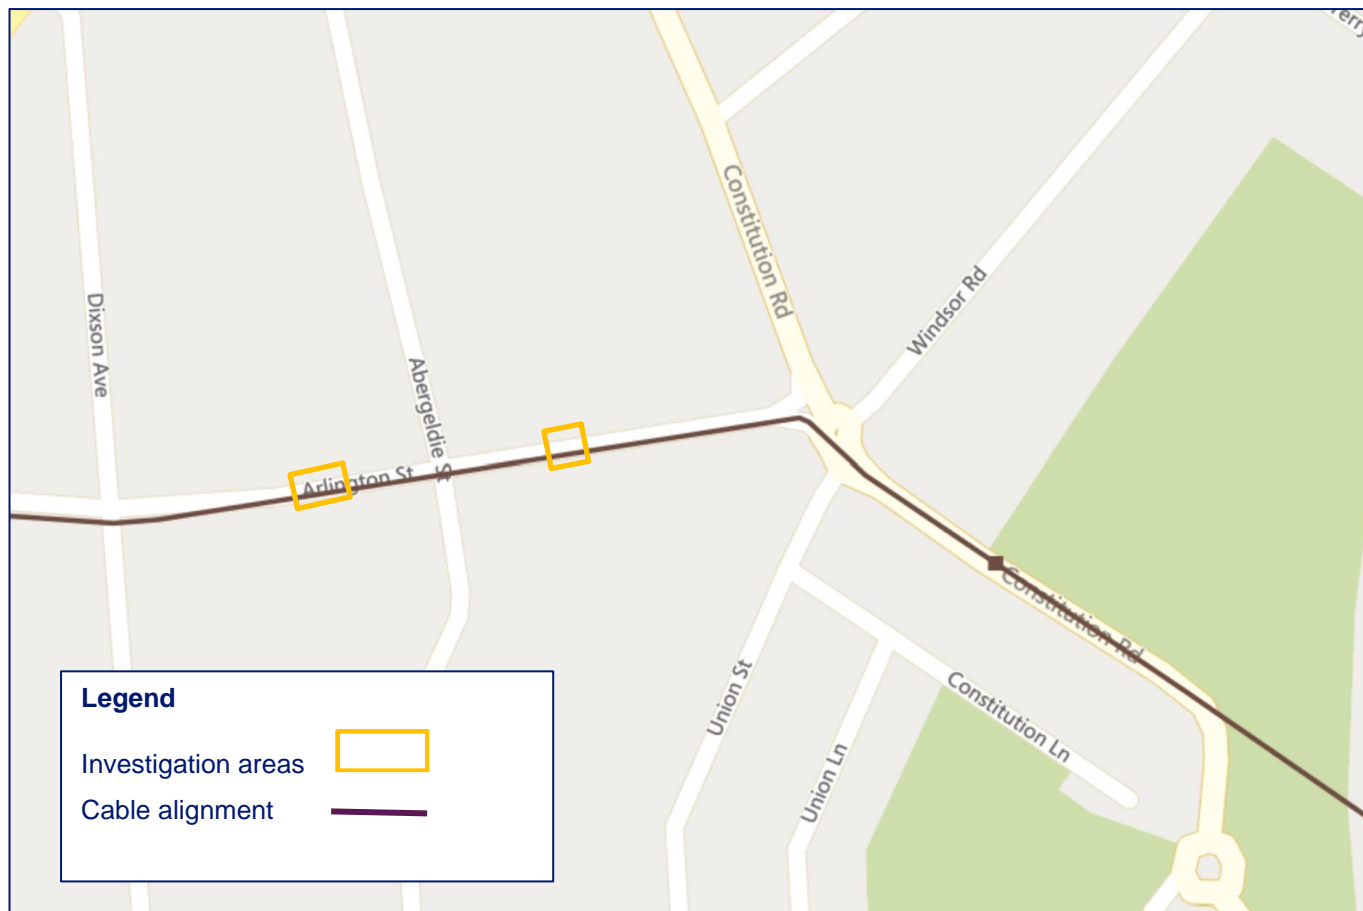 Terry
Constitution Rd
Windsor Rd
Dixson Ave
Abergeldie St
Arlington St
Constitution Rd
Union St
Constitution Ln
Union Ln
Legend
Investigation areas
Cable alignment